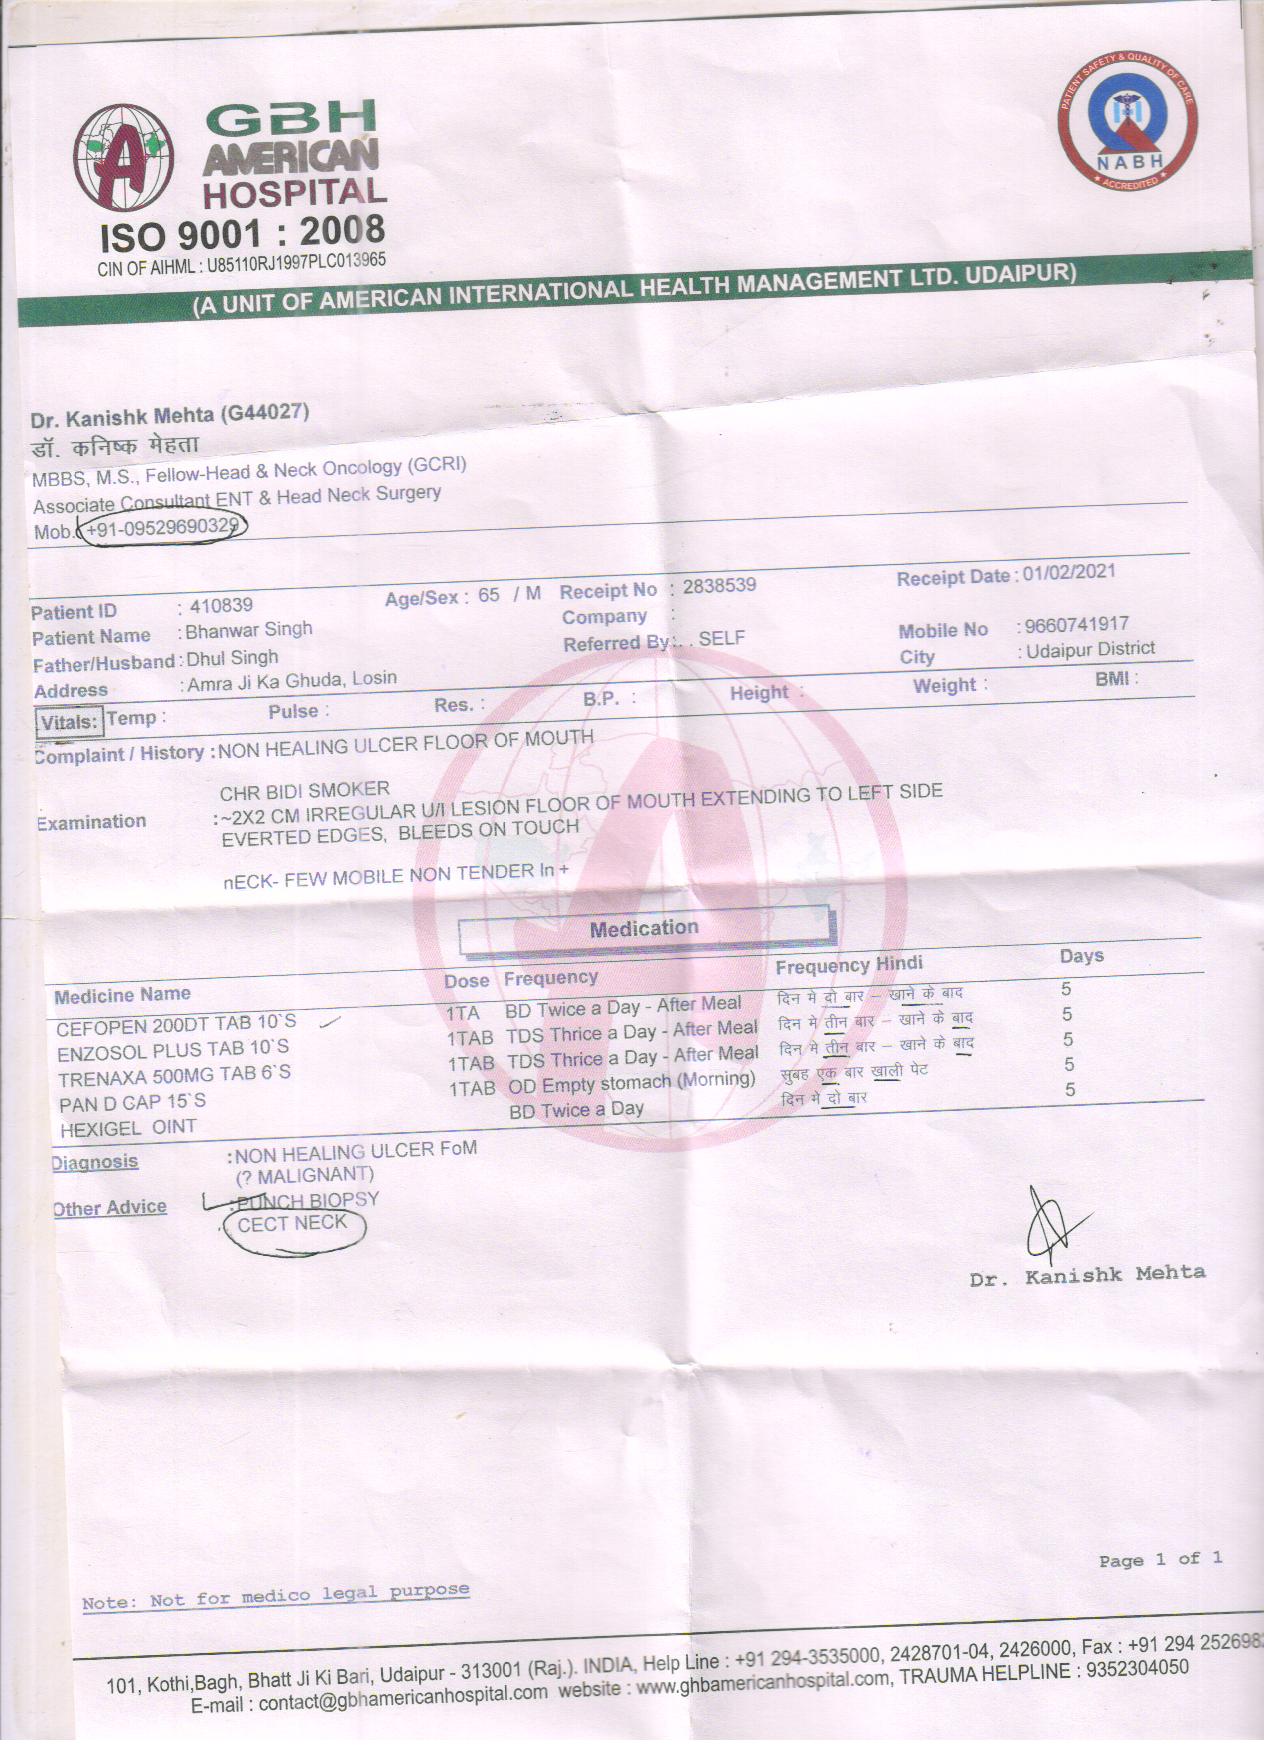 GBH
AMERICAN
HOSPITAL
ISO 9001 : 2008
CIN OF AIHML : U85110RJ1997PLC013965
PATIENT SAFETY & QUALITY OF CARE
NABH
ACCREDITED
(A UNIT OF AMERICAN INTERNATIONAL HEALTH MANAGEMENT LTD. UDAIPUR)
Dr. Kanishk Mehta (G44027)
डॉ. कनिष्क मेहता
MBBS, M.S., Fellow-Head & Neck Oncology (GCRI)
Associate Consultant ENT & Head Neck Surgery
Mob. +91-09529690329
Patient ID : 410839 Age/Sex : 65 / M Receipt No : 2838539 Receipt Date : 01/02/2021
Patient Name : Bhanwar Singh Company :
Father/Husband : Dhul Singh Referred By : . . SELF Mobile No : 9660741917
Address : Amra Ji Ka Ghuda, Losin City : Udaipur District
Vitals: Temp : Pulse : Res. : B.P. : Height : Weight : BMI :
Complaint / History : NON HEALING ULCER FLOOR OF MOUTH
CHR BIDI SMOKER
Examination :~2X2 CM IRREGULAR U/I LESION FLOOR OF MOUTH EXTENDING TO LEFT SIDE
EVERTED EDGES, BLEEDS ON TOUCH
nECK- FEW MOBILE NON TENDER ln +
Medication
Medicine Name Dose Frequency Frequency Hindi Days
CEFOPEN 200DT TAB 10`S 1TA BD Twice a Day - After Meal दिन मे दो बार – खाने के बाद 5
ENZOSOL PLUS TAB 10`S 1TAB TDS Thrice a Day - After Meal दिन मे तीन बार – खाने के बाद 5
TRENAXA 500MG TAB 6`S 1TAB TDS Thrice a Day - After Meal दिन मे तीन बार – खाने के बाद 5
PAN D CAP 15`S 1TAB OD Empty stomach (Morning) सुबह एक बार खाली पेट 5
HEXIGEL OINT BD Twice a Day दिन मे दो बार 5
Diagnosis : NON HEALING ULCER FoM
(? MALIGNANT)
Other Advice : PUNCH BIOPSY
CECT NECK
Dr. Kanishk Mehta
Page 1 of 1
Note: Not for medico legal purpose
101, Kothi,Bagh, Bhatt Ji Ki Bari, Udaipur - 313001 (Raj.). INDIA, Help Line : +91 294-3535000, 2428701-04, 2426000, Fax : +91 294 252698
E-mail : contact@gbhamericanhospital.com website : www.ghbamericanhospital.com, TRAUMA HELPLINE : 9352304050